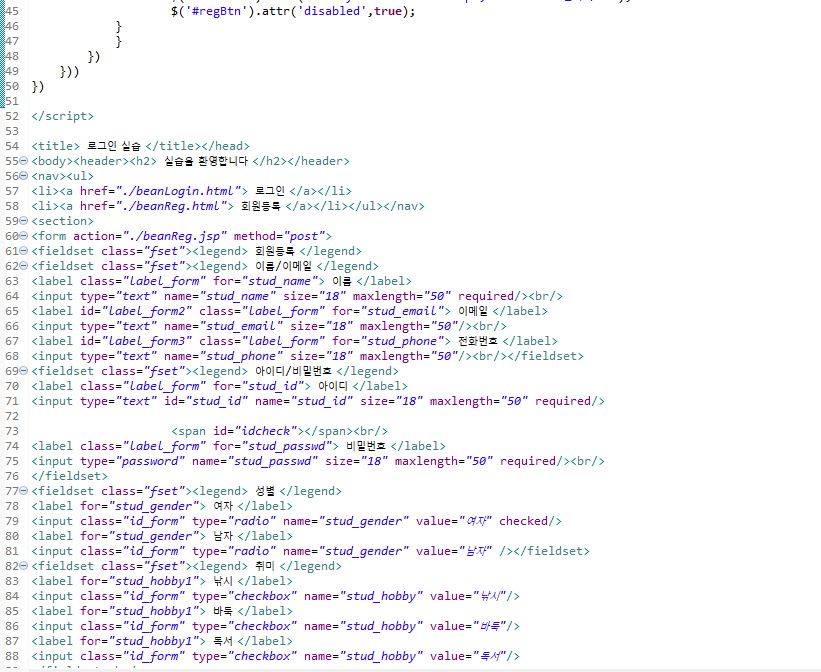 45 $('#regBtn').attr('disabled',true);
46 }
47 }
48 })
49 }))
50 })
51
52 </script>
53
54 <title> 로그인 실습 </title></head>
55 <body><header><h2> 실습을 환영합니다 </h2></header>
56 <nav><ul>
57 <li><a href="./beanLogin.html"> 로그인 </a></li>
58 <li><a href="./beanReg.html"> 회원등록 </a></li></ul></nav>
59 <section>
60 <form action="./beanReg.jsp" method="post">
61 <fieldset class="fset"><legend> 회원등록 </legend>
62 <fieldset class="fset"><legend> 이름/이메일 </legend>
63 <label class="label_form" for="stud_name"> 이름 </label>
64 <input type="text" name="stud_name" size="18" maxlength="50" required/><br/>
65 <label id="label_form2" class="label_form" for="stud_email"> 이메일 </label>
66 <input type="text" name="stud_email" size="18" maxlength="50"/><br/>
67 <label id="label_form3" class="label_form" for="stud_phone"> 전화번호 </label>
68 <input type="text" name="stud_phone" size="18" maxlength="50"/><br/></fieldset>
69 <fieldset class="fset"><legend> 아이디/비밀번호 </legend>
70 <label class="label_form" for="stud_id"> 아이디 </label>
71 <input type="text" id="stud_id" name="stud_id" size="18" maxlength="50" required/>
72
73 <span id="idcheck"></span><br/>
74 <label class="label_form" for="stud_passwd"> 비밀번호 </label>
75 <input type="password" name="stud_passwd" size="18" maxlength="50" required/><br/>
76 </fieldset>
77 <fieldset class="fset"><legend> 성별 </legend>
78 <label for="stud_gender"> 여자 </label>
79 <input class="id_form" type="radio" name="stud_gender" value="여자" checked/>
80 <label for="stud_gender"> 남자 </label>
81 <input class="id_form" type="radio" name="stud_gender" value="남자" /></fieldset>
82 <fieldset class="fset"><legend> 취미 </legend>
83 <label for="stud_hobby1"> 낚시 </label>
84 <input class="id_form" type="checkbox" name="stud_hobby" value="낚시"/>
85 <label for="stud_hobby1"> 바둑 </label>
86 <input class="id_form" type="checkbox" name="stud_hobby" value="바둑"/>
87 <label for="stud_hobby1"> 독서 </label>
88 <input class="id_form" type="checkbox" name="stud_hobby" value="독서"/>